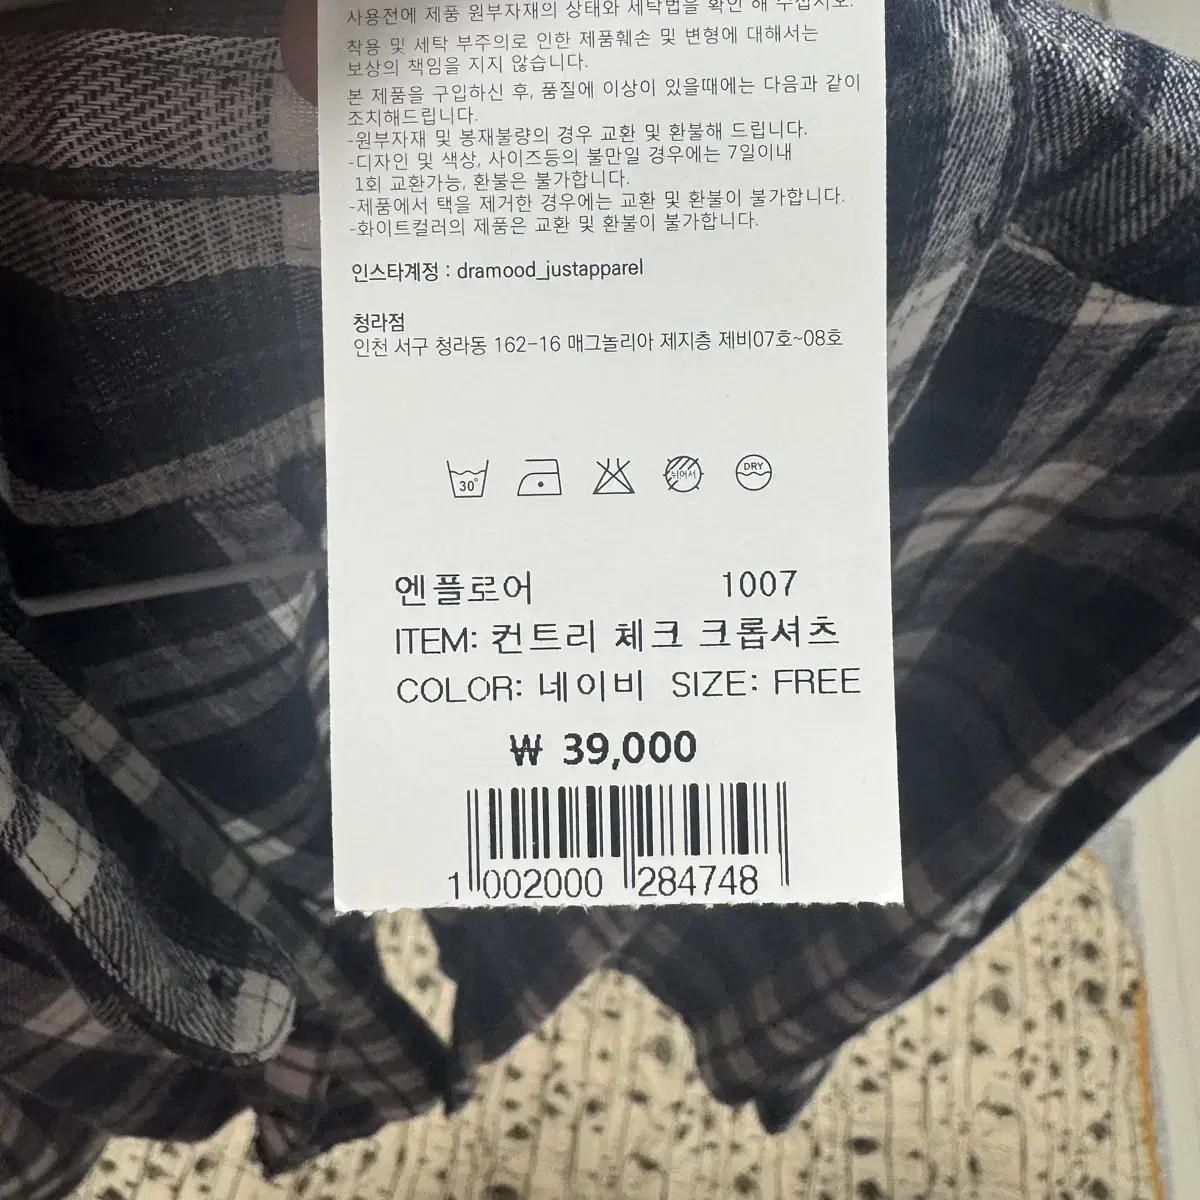 사용전에 제품 원부자재의 상태와 세탁법을 확인 해 주십시오.
착용 및 세탁 부주의로 인한 제품훼손 및 변형에 대해서는
보상의 책임을 지지 않습니다.
본 제품을 구입하신 후, 품질에 이상이 있을때에는 다음과 같이
조치해드립니다.
-원부자재 및 봉재불량의 경우 교환 및 환불해 드립니다.
-디자인 및 색상, 사이즈등의 불만일 경우에는 7일이내
1회 교환가능, 환불은 불가합니다.
-제품에서 택을 제거한 경우에는 교환 및 환불이 불가합니다.
-화이트컬러의 제품은 교환 및 환불이 불가합니다.
인스타계정 : dramood_justapparel
청라점
인천 서구 청라동 162-16 매그놀리아 제지층 제비07호~08호
30° 뉘어서 DRY
엔플로어 1007
ITEM: 컨트리 체크 크롭셔츠
COLOR: 네이비 SIZE: FREE
₩ 39,000
1 002000 284748